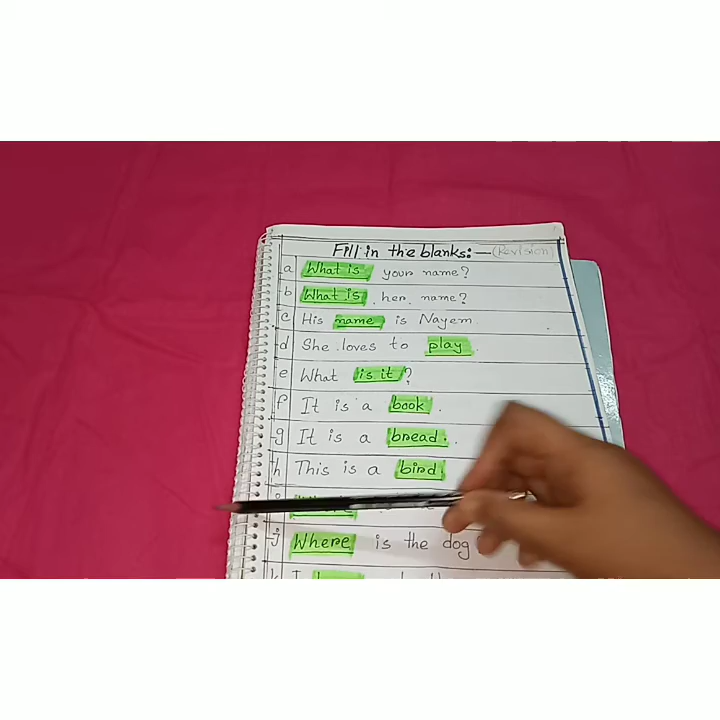 Fill in the blanks:— (Revision)
a What is your name?
b What is her name?
c His name is Nayem.
d She loves to play.
e What is it?
f It is a book.
g It is a bread.
h This is a bird.
j Where is the dog?
k I